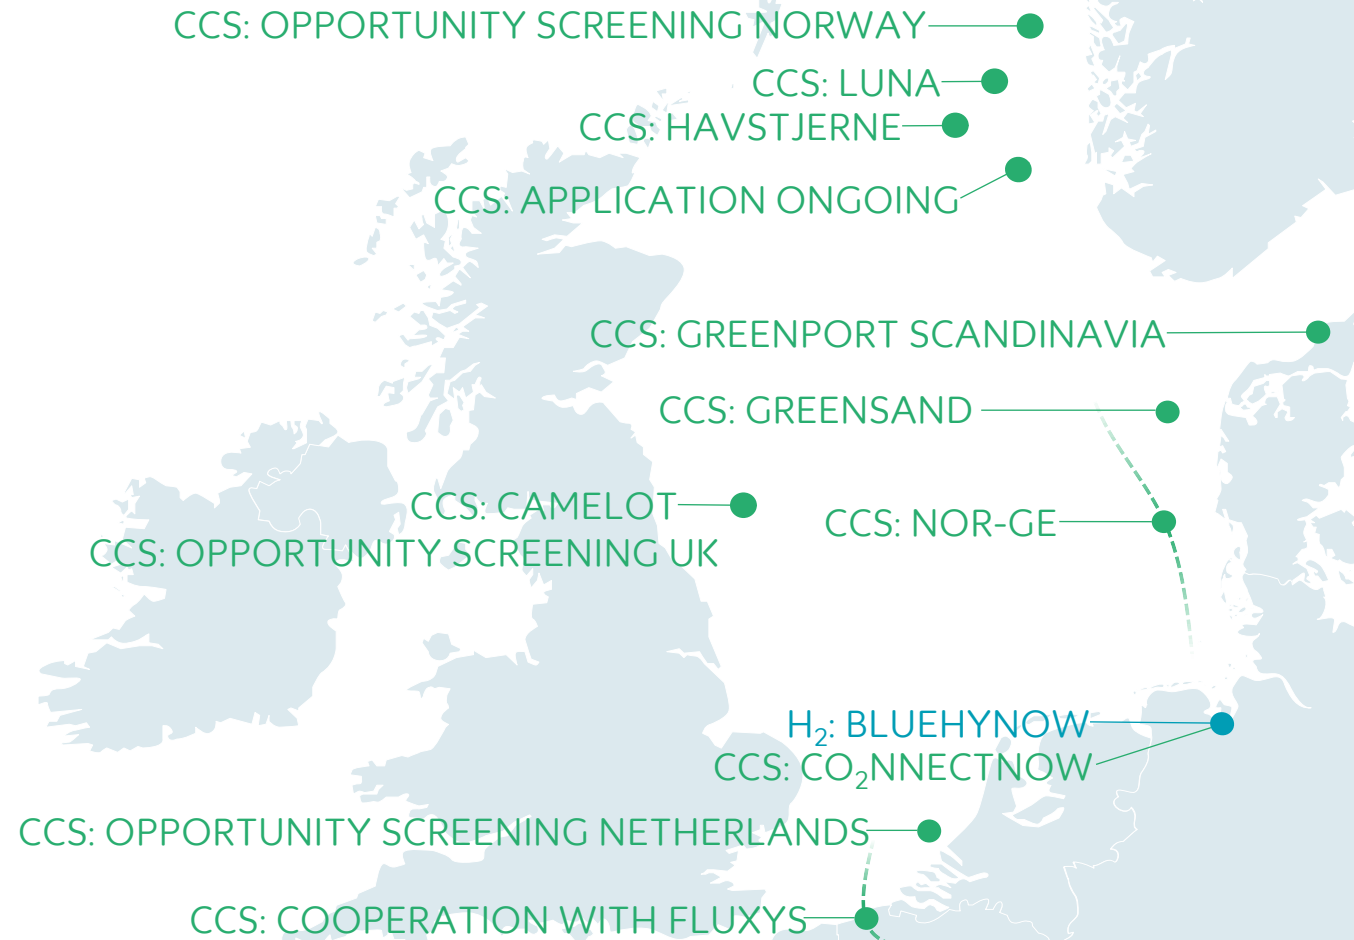 CCS: OPPORTUNITY SCREENING NORWAY
CCS: LUNA
CCS: HAVSTJERNE
CCS: APPLICATION ONGOING
CCS: GREENPORT SCANDINAVIA
CCS: GREENSAND
CCS: CAMELOT
CCS: NOR-GE
CCS: OPPORTUNITY SCREENING UK
H₂: BLUEHYNOW
CCS: CO₂NNECTNOW
CCS: OPPORTUNITY SCREENING NETHERLANDS
CCS: COOPERATION WITH FLUXYS